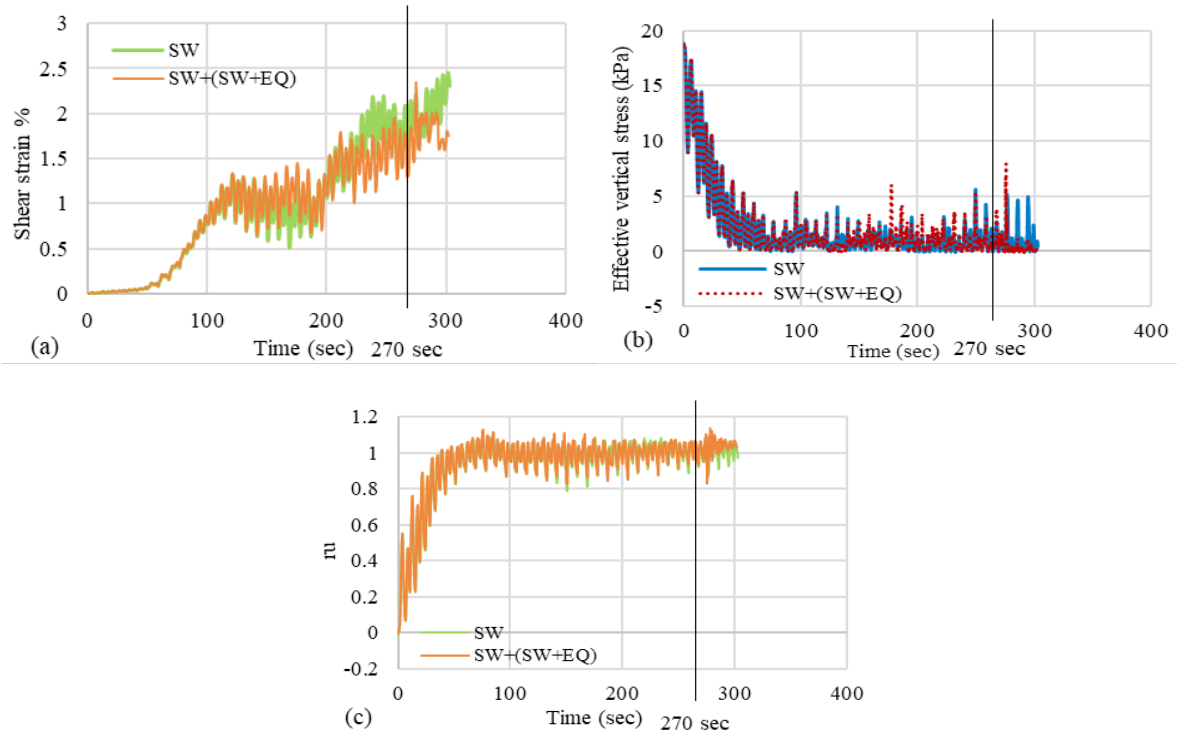 3
2.5
2
1.5
1
0.5
0
Shear strain %
SW
SW+(SW+EQ)
0 100 200 300 400
Time (sec)
270 sec
(a)
20
15
10
5
0
-5
Effective vertical stress (kPa)
SW
SW+(SW+EQ)
0 100 200 300 400
Time (sec)
270 sec
(b)
1.2
1
0.8
0.6
0.4
0.2
0
-0.2
ru
SW
SW+(SW+EQ)
0 100 200 300 400
Time (sec)
270 sec
(c)